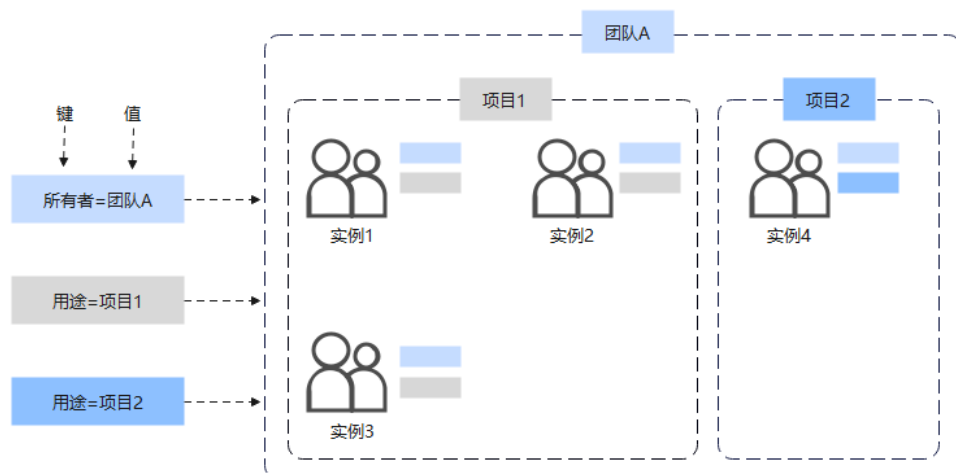 团队A
项目1
项目2
键
值
所有者=团队A
实例1
实例2
实例4
用途=项目1
用途=项目2
实例3